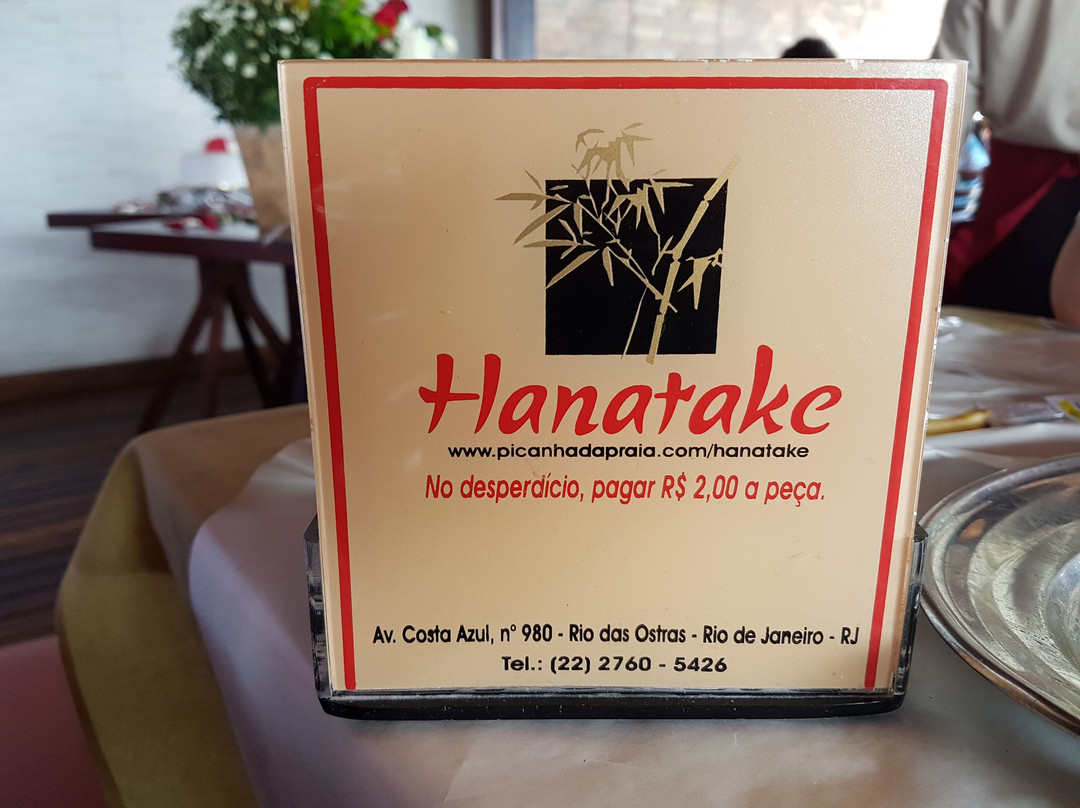 Hanatake
www.picanhadapraia.com/hanatake
No desperdício, pagar R$ 2,00 a peça.
Av. Costa Azul, nº 980 - Rio das Ostras - Rio de Janeiro - RJ
Tel.: (22) 2760 - 5426